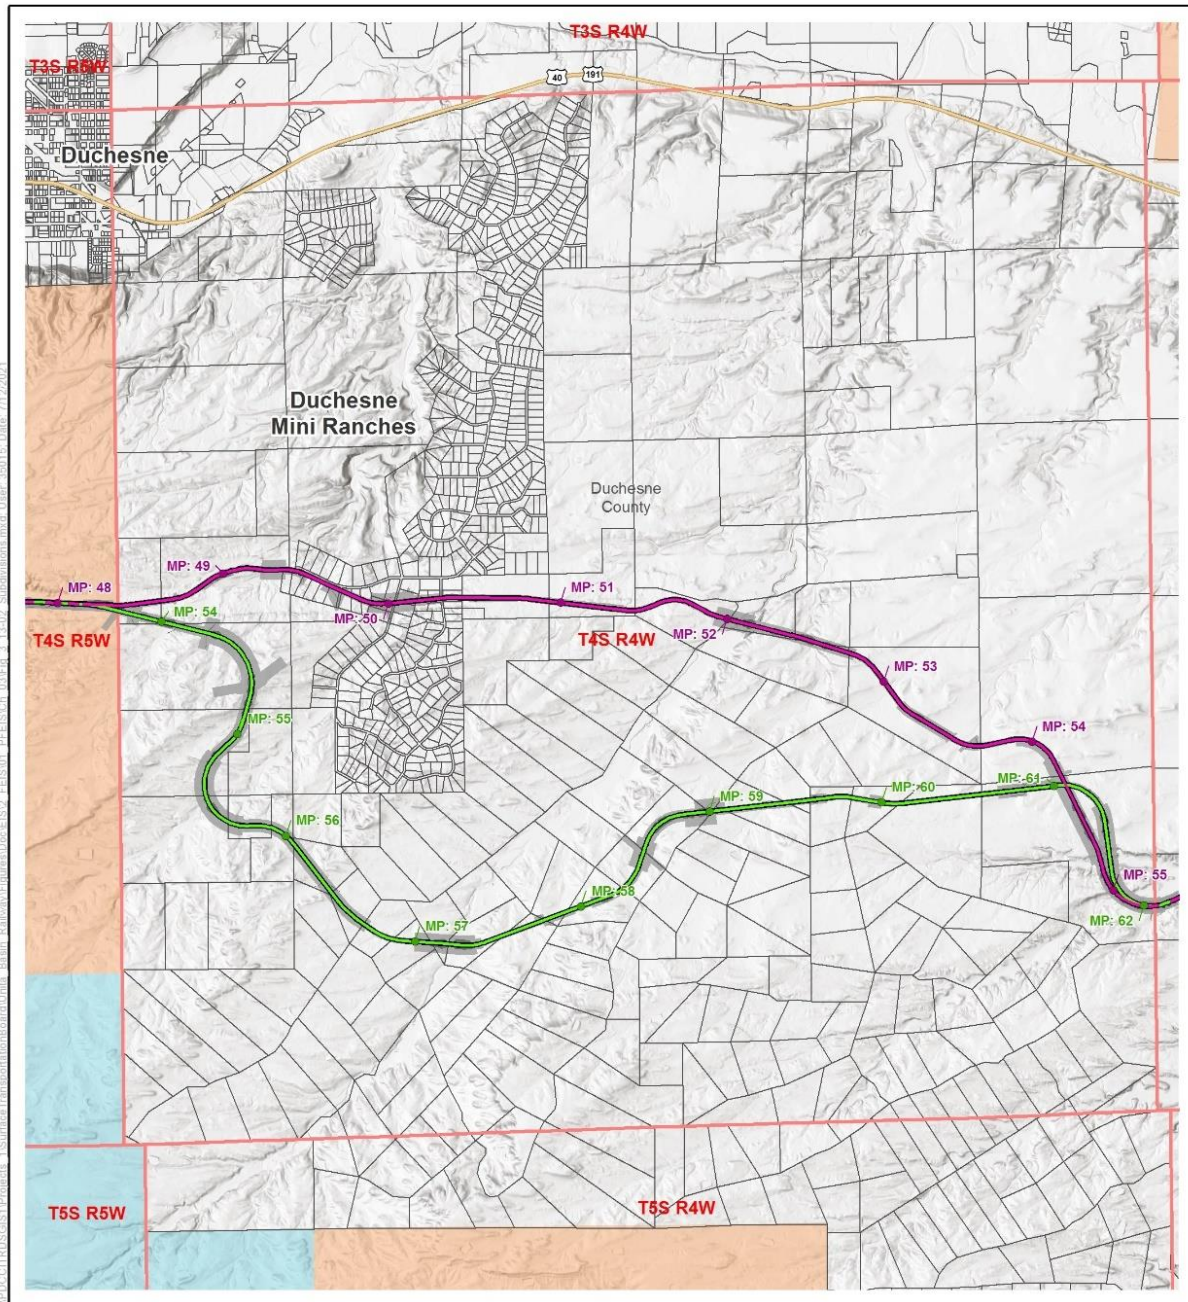 T3S R4W
T3S R5W
40
191
Duchesne
Duchesne
Mini Ranches
Duchesne
County
MP: 49
MP: 48
MP: 51
MP: 54
MP: 50
MP: 52
T4S R5W
T4S R4W
MP: 53
MP: 55
MP: 54
MP: 61
MP: 60
MP: 59
MP: 56
MP: 55
MP: 58
MP: 62
MP: 57
T5S R5W
T5S R4W